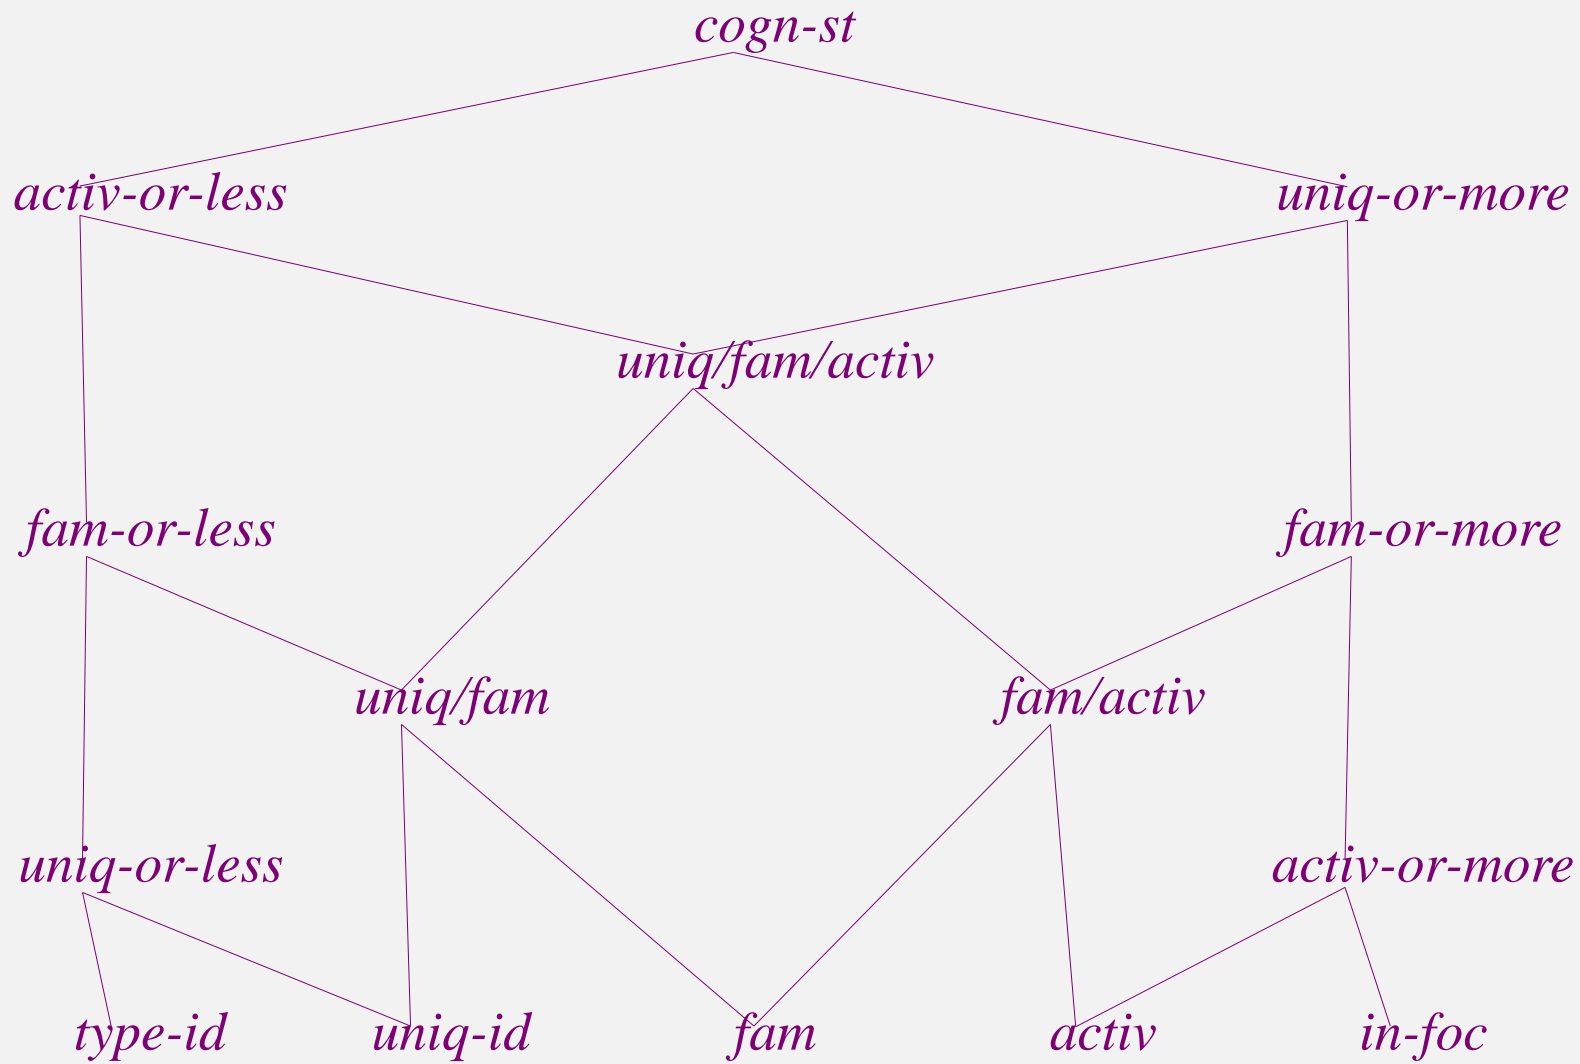 cogn-st
activ-or-less
uniq-or-more
uniq/fam/activ
fam-or-less
fam-or-more
uniq/fam
fam/activ
uniq-or-less
activ-or-more
type-id
uniq-id
fam
activ
in-foc